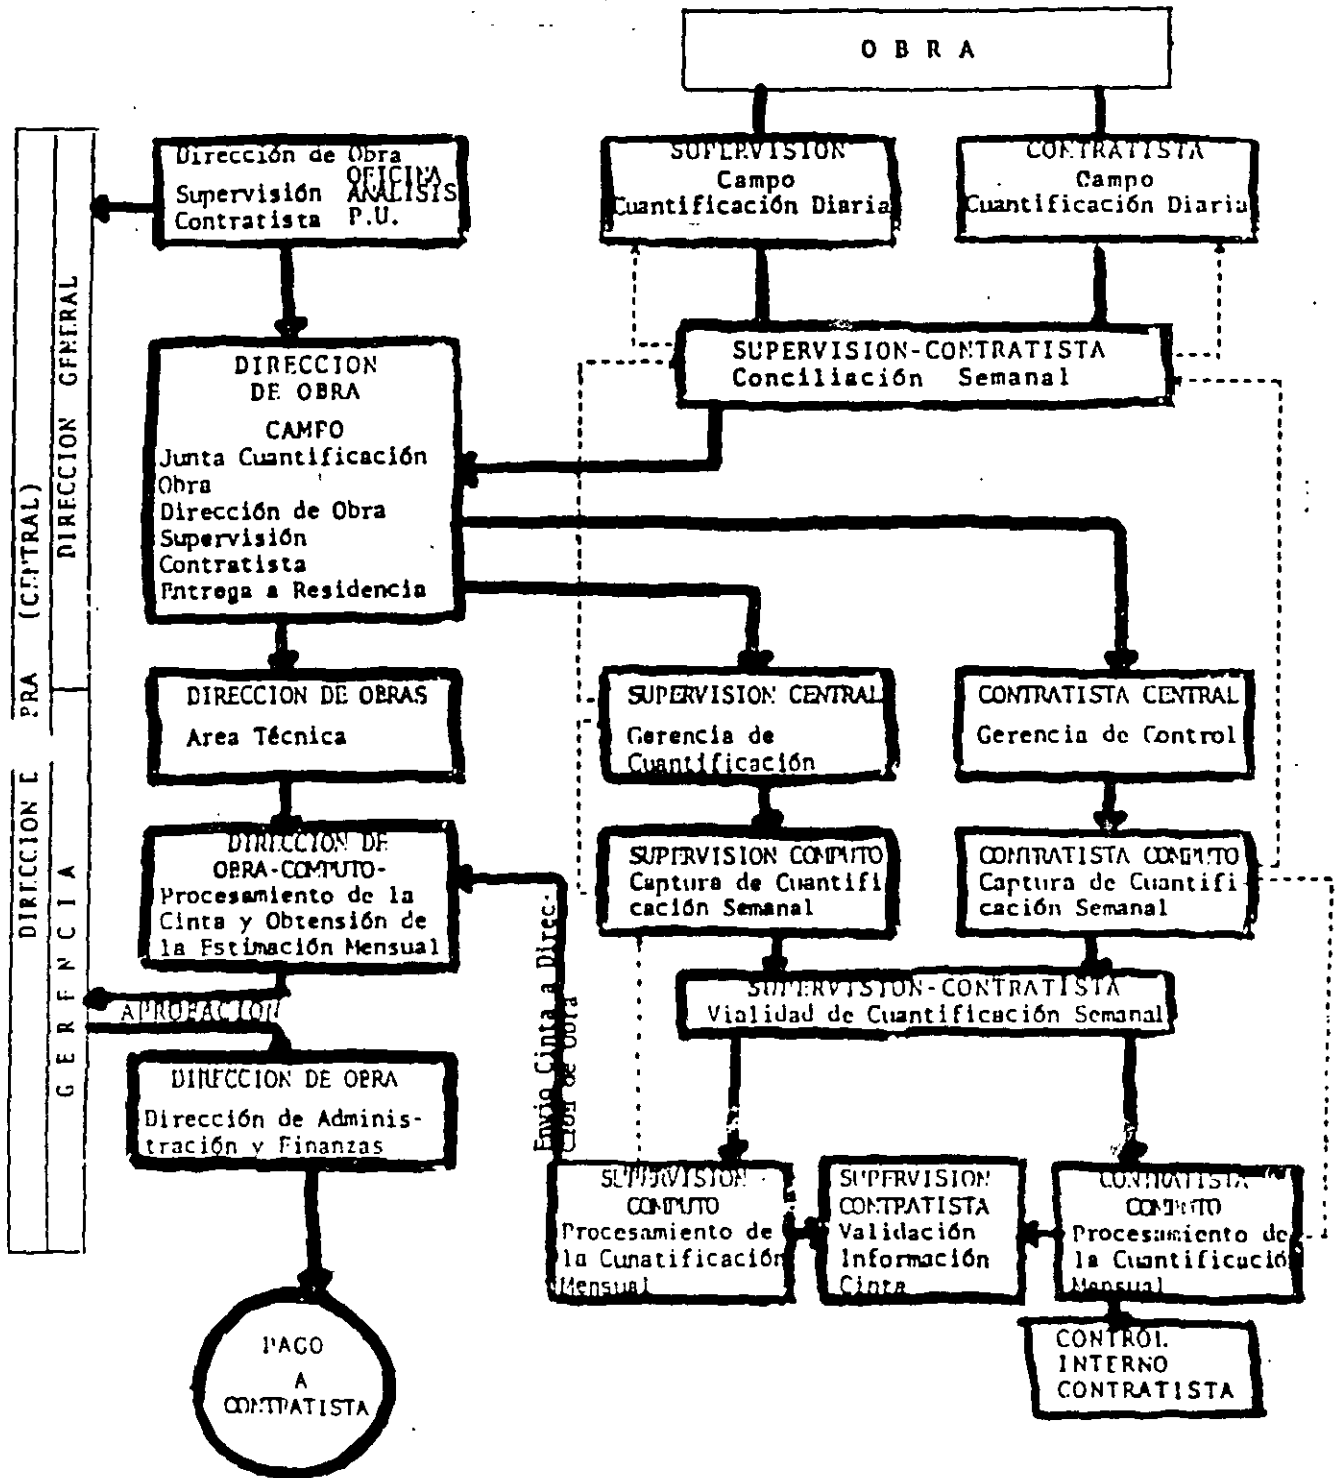 O B R A
Dirección de Obra
OFICINA
Supervisión ANALISIS
Contratista P.U.
SUPERVISION
Campo
Cuantificación Diaria
CONTRATISTA
Campo
Cuantificación Diaria
DIRECCION GENERAL
(CENTRAL)
DIRECCION
GERENCIA
DIRECCION
DE OBRA
CAMPO
Junta Cuantificación
Obra
Dirección de Obra
Supervisión
Contratista
Entrega a Residencia
SUPERVISION-CONTRATISTA
Conciliación Semanal
DIRECCION DE OBRAS
Area Técnica
SUPERVISION CENTRAL
Gerencia de
Cuantificación
CONTRATISTA CENTRAL
Gerencia de Control
DIRECCION DE
OBRA-COMPUTO-
Procesamiento de la
Cinta y Obtensión de
la Estimación Mensual
SUPERVISION COMPUTO
Captura de Cuantifi-
cación Semanal
CONTRATISTA COMPUTO
Captura de Cuantifi-
cación Semanal
Envio Cinta a Direc-
ción de Obra
APROBACION
SUPERVISION-CONTRATISTA
Vialidad de Cuantificación Semanal
DIRECCION DE OBRA
Dirección de Adminis-
tración y Finanzas
SUPERVISION
COMPUTO
Procesamiento de
la Cunatificación
Mensual
SUPERVISION
CONTRATISTA
Validación
Información
Cinta
CONTRATISTA
COMPUTO
Procesamiento de
la Cuantificació
Mensual
PAGO
A
CONTRATISTA
CONTROL
INTERNO
CONTRATISTA